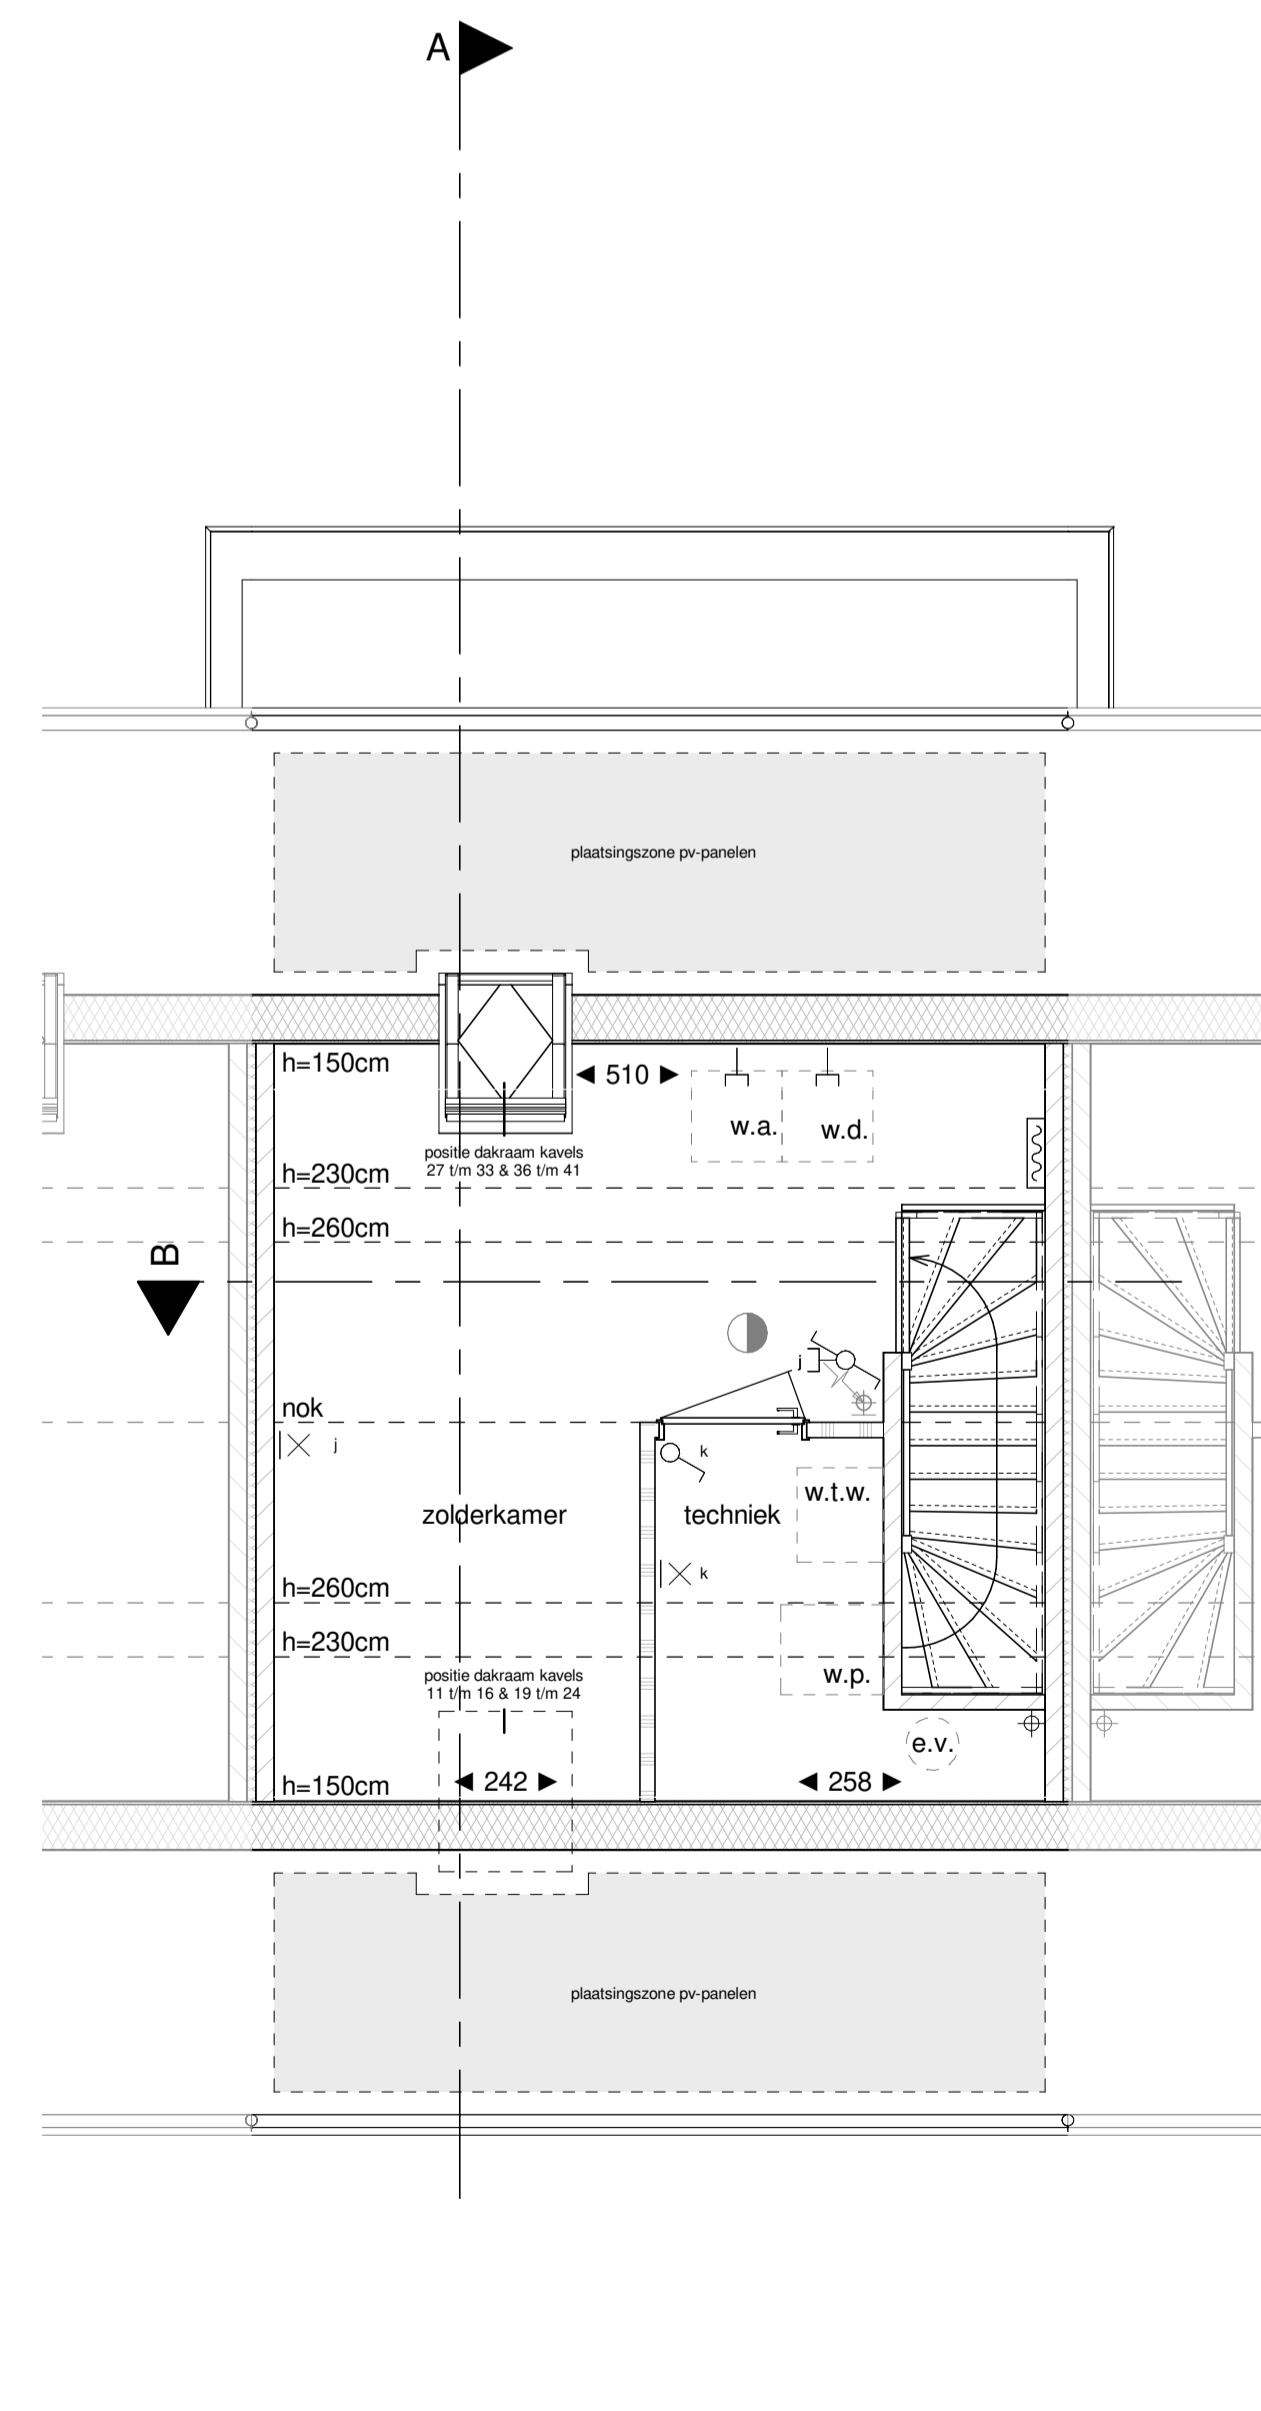 A
plaatsingszone pv-panelen
h=150cm
510
w.a.
w.d.
positie dakraam kavels
27 t/m 33 & 36 t/m 41
h=230cm
h=260cm
B
j
nok
j
k
w.t.w.
zolderkamer
techniek
k
h=260cm
h=230cm
w.p.
positie dakraam kavels
11 t/m 16 & 19 t/m 24
e.v.
h=150cm
242
258
plaatsingszone pv-panelen